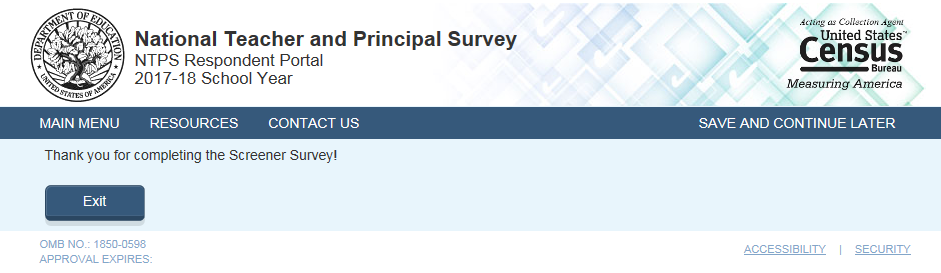 DEPARTMENT OF EDUCATION
UNITED STATES OF AMERICA
National Teacher and Principal Survey
NTPS Respondent Portal
2017-18 School Year
Acting as Collection Agent
United States™
Census
Bureau
Measuring America
MAIN MENU RESOURCES CONTACT US SAVE AND CONTINUE LATER
Thank you for completing the Screener Survey!
Exit
OMB NO.: 1850-0598
APPROVAL EXPIRES:
ACCESSIBILITY | SECURITY